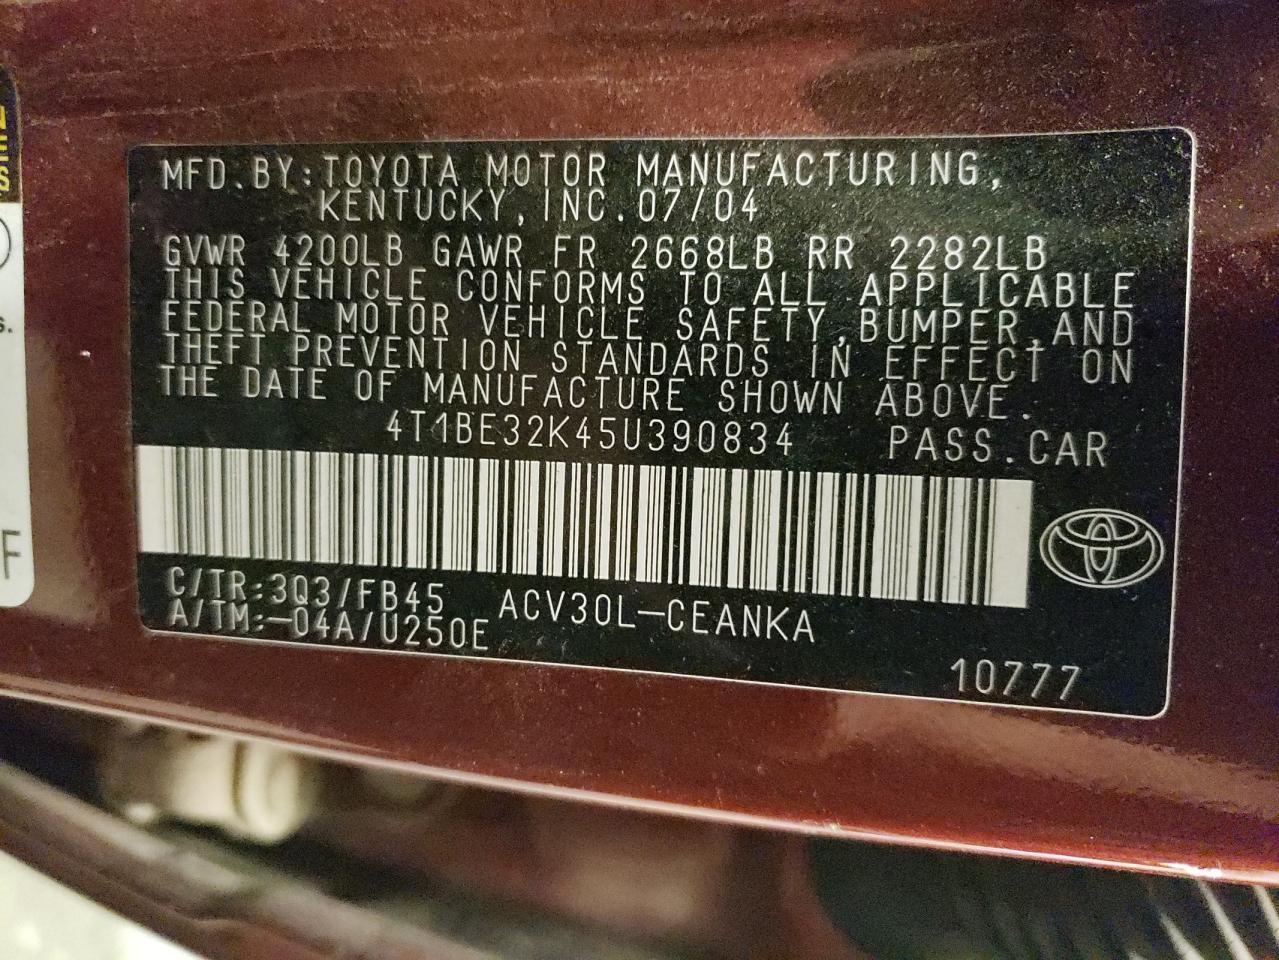 MFD.BY:TOYOTA MOTOR MANUFACTURING,
KENTUCKY,INC.07/04
GVWR 4200LB GAWR FR 2668LB RR 2282LB
THIS VEHICLE CONFORMS TO ALL APPLICABLE
FEDERAL MOTOR VEHICLE SAFETY,BUMPER,AND
THEFT PREVENTION STANDARDS IN EFFECT ON
THE DATE OF MANUFACTURE SHOWN ABOVE.
4T1BE32K45U390834 PASS.CAR
C/TR:3Q3/FB45 ACV30L-CEANKA
A/TM:-04A/U250E
10777
s.
F